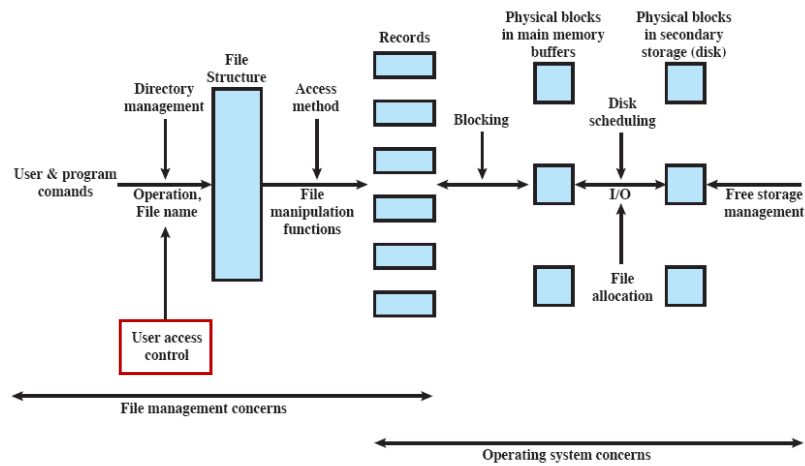 Physical blocks
in main memory
buffers
Physical blocks
in secondary
storage (disk)
Records
File
Structure
Directory
management
Access
method
Blocking
Disk
scheduling
User & program
comands
Operation,
File name
File
manipulation
functions
I/O
Free storage
management
File
allocation
User access
control
File management concerns
Operating system concerns